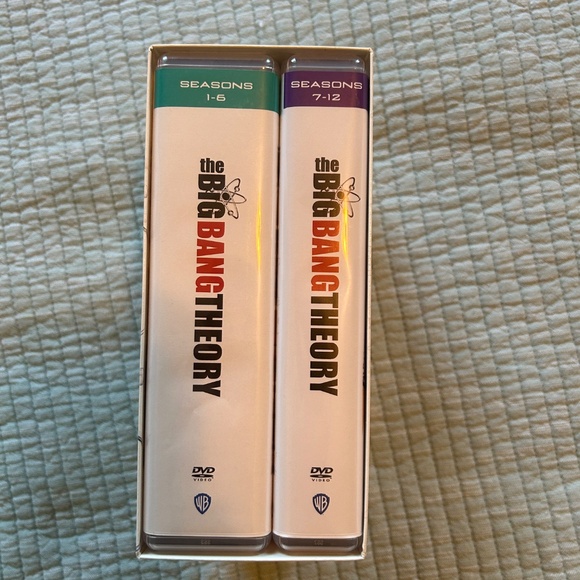 SEASONS
1-6
the BIG BANG THEORY
DVD
VIDEO
WB
SEASONS
7-12
the BIG BANG THEORY
DVD
VIDEO
WB